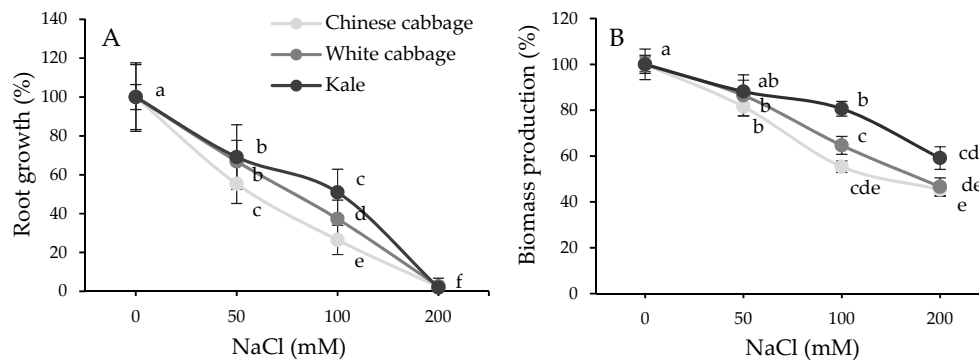 A
Root growth (%)
140
120
100
80
60
40
20
0
Chinese cabbage
White cabbage
Kale
a
b
b
c
c
d
e
f
0 50 100 200
NaCl (mM)
B
Biomass production (%)
120
100
80
60
40
20
0
a
ab
b
b
b
c
cde
cd
de
e
0 50 100 200
NaCl (mM)